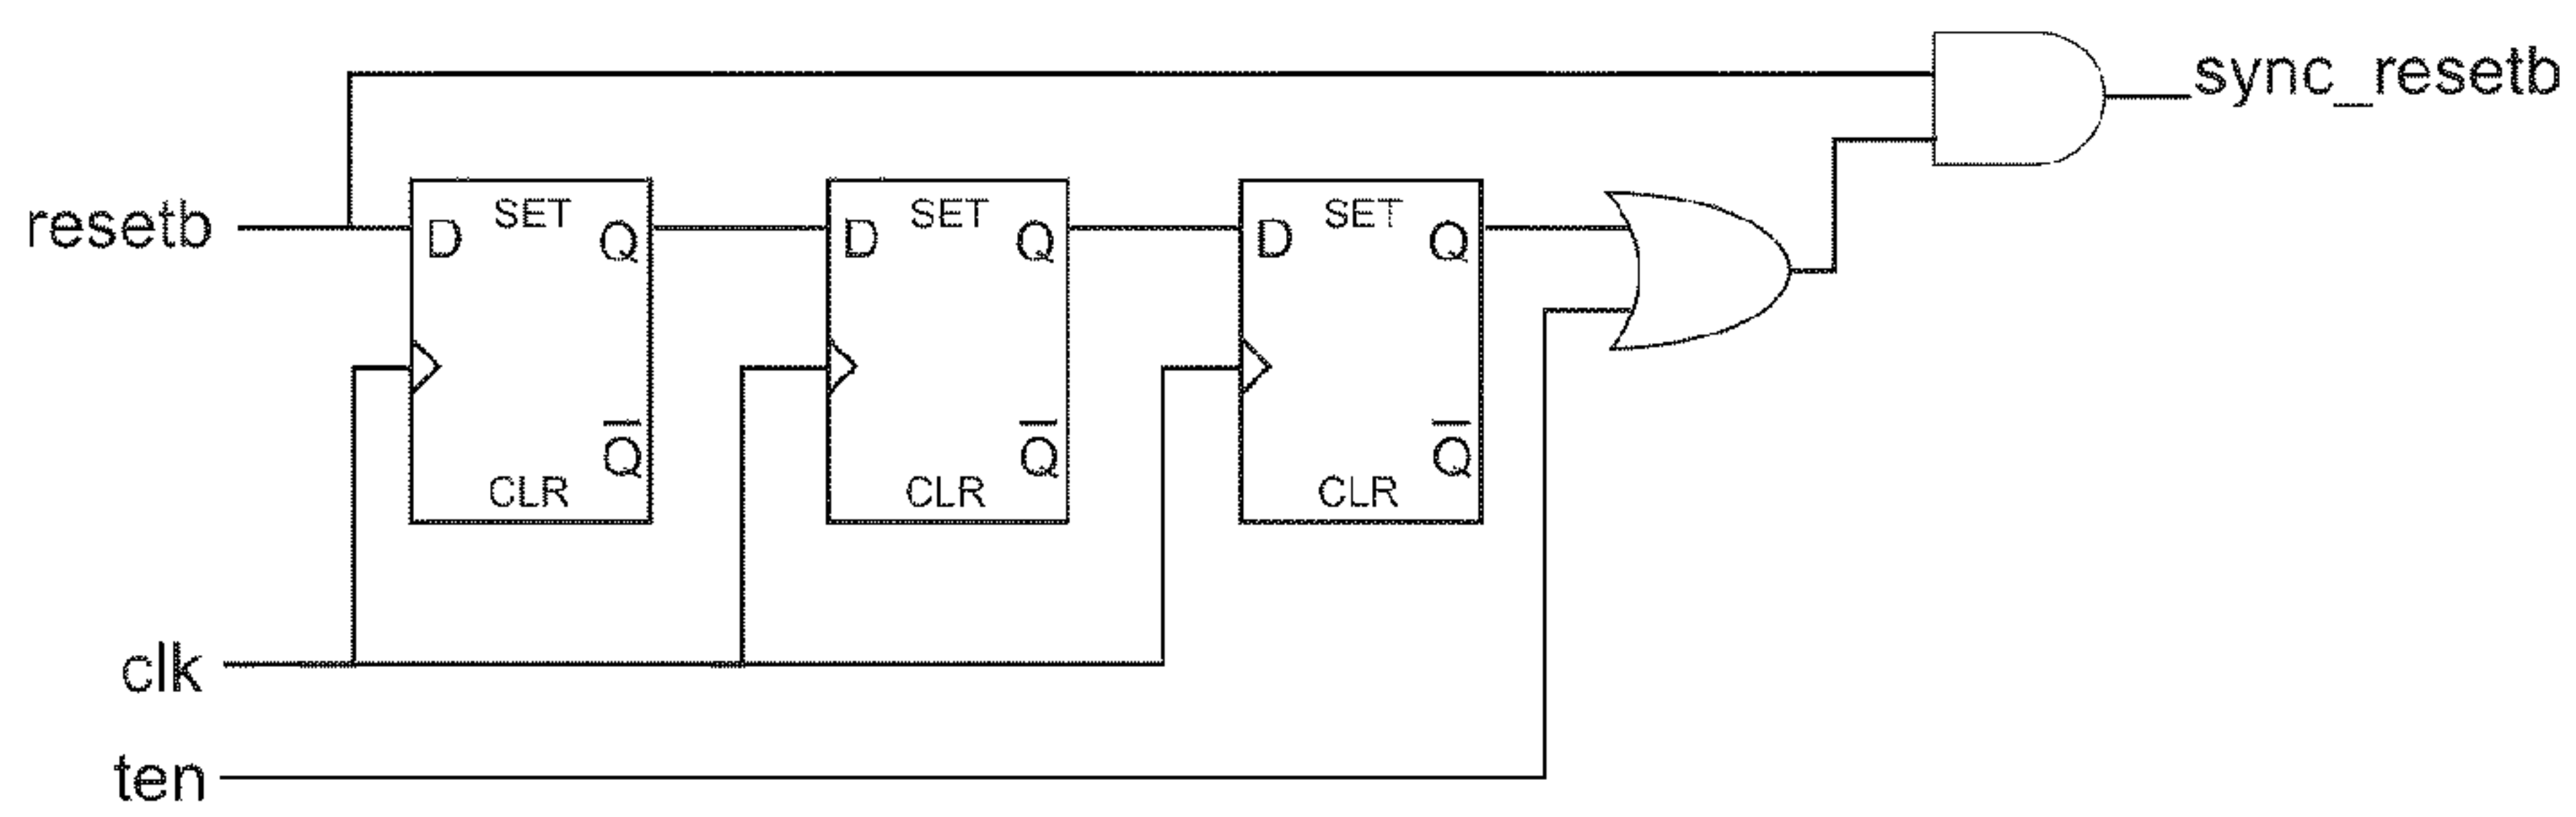 sync_resetb
resetb
D SET Q
D SET Q
D SET Q
Q
Q
Q
CLR
CLR
CLR
clk
ten